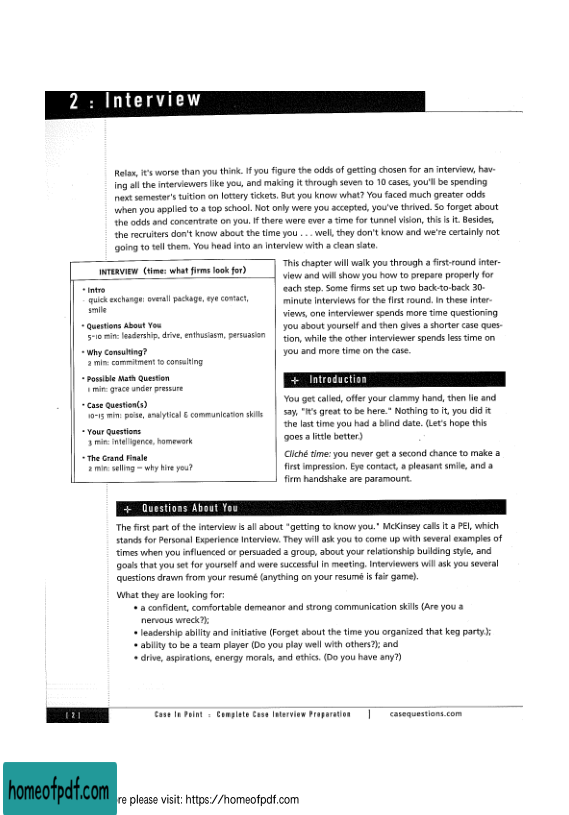 2 : Interview
Relax, it's worse than you think. If you figure the odds of getting chosen for an interview, hav-
ing all the interviewers like you, and making it through seven to 10 cases, you'll be spending
next semester's tuition on lottery tickets. But you know what? You faced much greater odds
when you applied to a top school. Not only were you accepted, you've thrived. So forget about
the odds and concentrate on you. If there were ever a time for tunnel vision, this is it. Besides,
the recruiters don't know about the time you . . . well, they don't know and we're certainly not
going to tell them. You head into an interview with a clean slate.
INTERVIEW (time: what firms look for)
• Intro
quick exchange: overall package, eye contact,
smile
• Questions About You
5-10 min: leadership, drive, enthusiasm, persuasion
• Why Consulting?
2 min: commitment to consulting
• Possible Math Question
1 min: grace under pressure
• Case Question(s)
10-15 min: poise, analytical & communication skills
• Your Questions
3 min: intelligence, homework
• The Grand Finale
2 min: selling — why hire you?
This chapter will walk you through a first-round inter-
view and will show you how to prepare properly for
each step. Some firms set up two back-to-back 30-
minute interviews for the first round. In these inter-
views, one interviewer spends more time questioning
you about yourself and then gives a shorter case ques-
tion, while the other interviewer spends less time on
you and more time on the case.
+ Introduction
You get called, offer your clammy hand, then lie and
say, "It's great to be here." Nothing to it, you did it
the last time you had a blind date. (Let's hope this
goes a little better.)
Cliché time: you never get a second chance to make a
first impression. Eye contact, a pleasant smile, and a
firm handshake are paramount.
+ Questions About You
The first part of the interview is all about "getting to know you." McKinsey calls it a PEI, which
stands for Personal Experience Interview. They will ask you to come up with several examples of
times when you influenced or persuaded a group, about your relationship building style, and
goals that you set for yourself and were successful in meeting. Interviewers will ask you several
questions drawn from your resumé (anything on your resumé is fair game).
What they are looking for:
• a confident, comfortable demeanor and strong communication skills (Are you a
nervous wreck?);
• leadership ability and initiative (Forget about the time you organized that keg party.);
• ability to be a team player (Do you play well with others?); and
• drive, aspirations, energy morals, and ethics. (Do you have any?)
| 2 | Case In Point : Complete Case Interview Preparation | casequestions.com
homeofpdf.com
please visit: https://homeofpdf.com